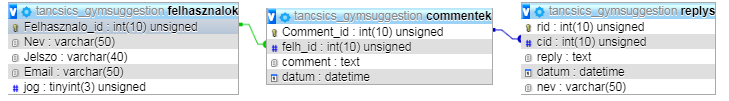 tancsics_gymsuggestion felhasznalok
Felhasznalo_id : int(10) unsigned
Nev : varchar(50)
Jelszo : varchar(40)
Email : varchar(50)
# jog : tinyint(3) unsigned
tancsics_gymsuggestion commentek
Comment_id : int(10) unsigned
# felh_id : int(10) unsigned
comment : text
datum : datetime
tancsics_gymsuggestion replys
rid : int(10) unsigned
# cid : int(10) unsigned
reply : text
datum : datetime
nev : varchar(50)